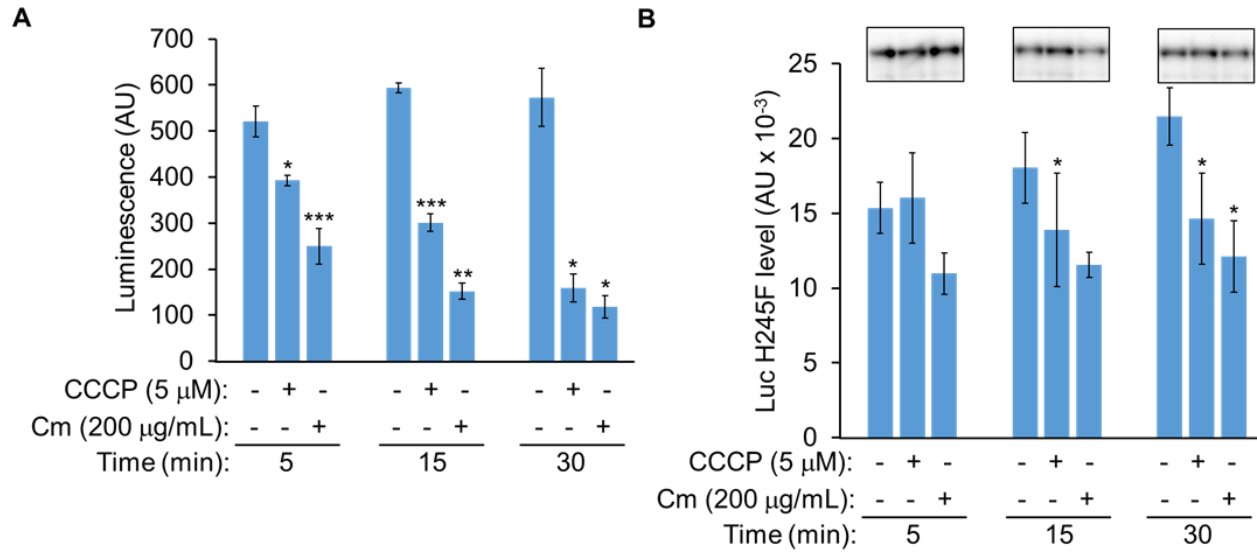 A
Luminescence (AU)
700
600
500
400
300
200
100
0
*
***
***
**
*
*
CCCP (5 μM): - + - - + - - + -
Cm (200 μg/mL): - - + - - + - - +
Time (min): 5 15 30
B
Luc H245F level (AU x 10⁻³)
25
20
15
10
5
0
*
*
*
CCCP (5 μM): - + - - + - - + -
Cm (200 μg/mL): - - + - - + - - +
Time (min): 5 15 30